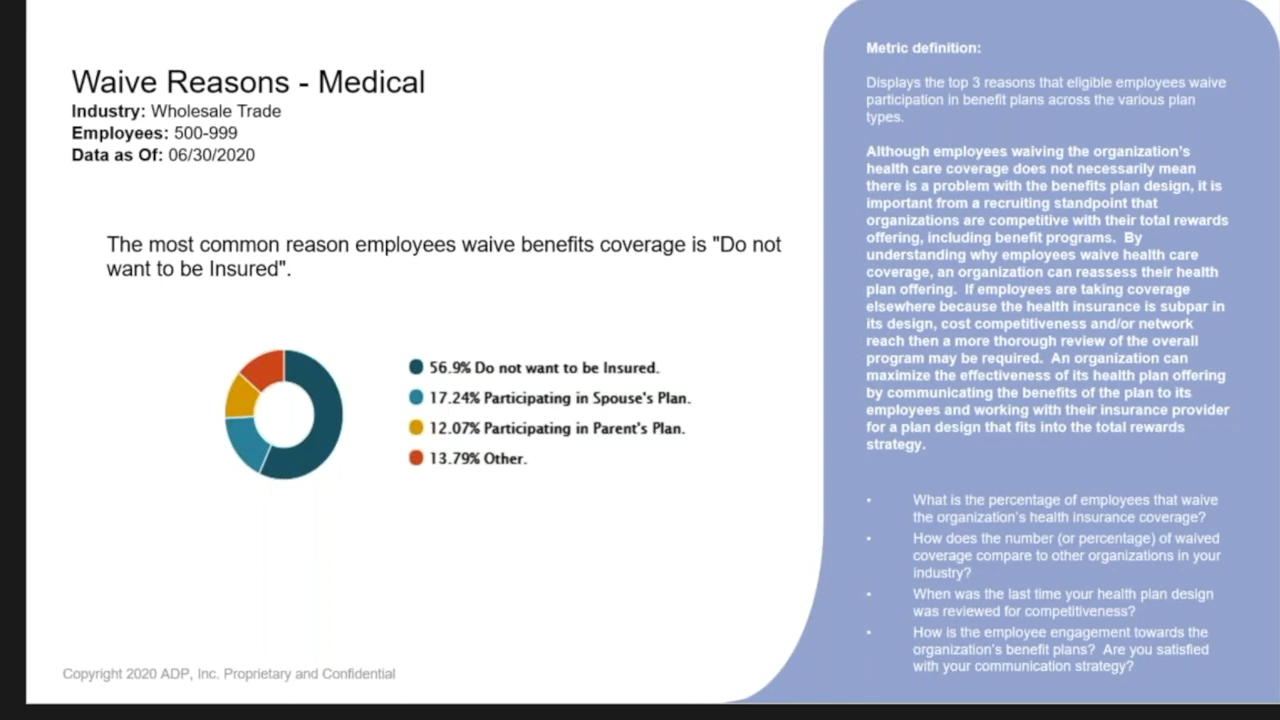 Waive Reasons - Medical
Industry: Wholesale Trade
Employees: 500-999
Data as Of: 06/30/2020
The most common reason employees waive benefits coverage is "Do not
want to be Insured".
56.9% Do not want to be Insured.
17.24% Participating in Spouse's Plan.
12.07% Participating in Parent's Plan.
13.79% Other.
Copyright 2020 ADP, Inc. Proprietary and Confidential
Metric definition:
Displays the top 3 reasons that eligible employees waive
participation in benefit plans across the various plan
types.
Although employees waiving the organization's
health care coverage does not necessarily mean
there is a problem with the benefits plan design, it is
important from a recruiting standpoint that
organizations are competitive with their total rewards
offering, including benefit programs. By
understanding why employees waive health care
coverage, an organization can reassess their health
plan offering. If employees are taking coverage
elsewhere because the health insurance is subpar in
its design, cost competitiveness and/or network
reach then a more thorough review of the overall
program may be required. An organization can
maximize the effectiveness of its health plan offering
by communicating the benefits of the plan to its
employees and working with their insurance provider
for a plan design that fits into the total rewards
strategy.
• What is the percentage of employees that waive
the organization's health insurance coverage?
• How does the number (or percentage) of waived
coverage compare to other organizations in your
industry?
• When was the last time your health plan design
was reviewed for competitiveness?
• How is the employee engagement towards the
organization's benefit plans? Are you satisfied
with your communication strategy?